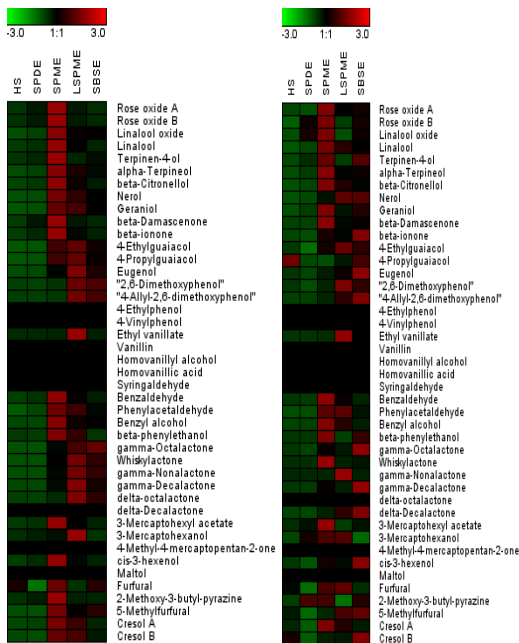 -3.0 1:1 3.0
HS SPDE SPME LSPME SBSE
Rose oxide A
Rose oxide B
Linalool oxide
Linalool
Terpinen-4-ol
alpha-Terpineol
beta-Citronellol
Nerol
Geraniol
beta-Damascenone
beta-ionone
4-Ethylguaiacol
4-Propylguaiacol
Eugenol
"2,6-Dimethoxyphenol"
"4-Allyl-2,6-dimethoxyphenol"
4-Ethylphenol
4-Vinylphenol
Ethyl vanillate
Vanillin
Homovanillyl alcohol
Homovanillic acid
Syringaldehyde
Benzaldehyde
Phenylacetaldehyde
Benzyl alcohol
beta-phenylethanol
gamma-Octalactone
Whiskylactone
gamma-Nonalactone
gamma-Decalactone
delta-octalactone
delta-Decalactone
3-Mercaptohexyl acetate
3-Mercaptohexanol
4-Methyl-4-mercaptopentan-2-one
cis-3-hexenol
Maltol
Furfural
2-Methoxy-3-butyl-pyrazine
5-Methylfurfural
Cresol A
Cresol B
-3.0 1:1 3.0
HS SPDE SPME LSPME SBSE
Rose oxide A
Rose oxide B
Linalool oxide
Linalool
Terpinen-4-ol
alpha-Terpineol
beta-Citronellol
Nerol
Geraniol
beta-Damascenone
beta-ionone
4-Ethylguaiacol
4-Propylguaiacol
Eugenol
"2,6-Dimethoxyphenol"
"4-Allyl-2,6-dimethoxyphenol"
4-Ethylphenol
4-Vinylphenol
Ethyl vanillate
Vanillin
Homovanillyl alcohol
Homovanillic acid
Syringaldehyde
Benzaldehyde
Phenylacetaldehyde
Benzyl alcohol
beta-phenylethanol
gamma-Octalactone
Whiskylactone
gamma-Nonalactone
gamma-Decalactone
delta-octalactone
delta-Decalactone
3-Mercaptohexyl acetate
3-Mercaptohexanol
4-Methyl-4-mercaptopentan-2-one
cis-3-hexenol
Maltol
Furfural
2-Methoxy-3-butyl-pyrazine
5-Methylfurfural
Cresol A
Cresol B